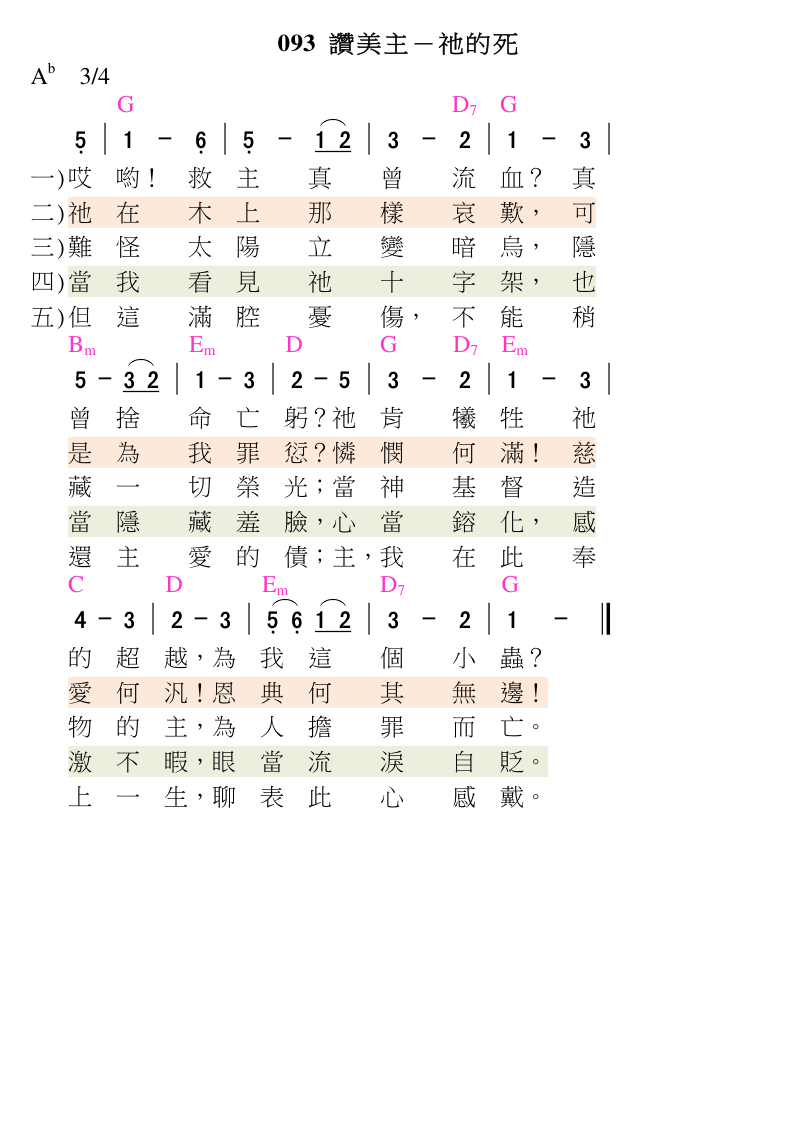 093 讚美主－祂的死
A♭ 3/4
G D7 G
5̣ | 1 － 6̣ | 5̣ － 1 2 | 3 － 2 | 1 － 3 |
一)哎 喲！ 救 主 真 曾 流 血？ 真
二)祂 在 木 上 那 樣 哀 歎， 可
三)難 怪 太 陽 立 變 暗 烏， 隱
四)當 我 看 見 祂 十 字 架， 也
五)但 這 滿 腔 憂 傷， 不 能 稍
Bm Em D G D7 Em
5 － 3 2 | 1 － 3 | 2 － 5 | 3 － 2 | 1 － 3 |
曾 捨 命 亡 躬？祂 肯 犧 牲 祂
是 為 我 罪 愆？憐 憫 何 滿！ 慈
藏 一 切 榮 光；當 神 基 督 造
當 隱 藏 羞 臉，心 當 鎔 化， 感
還 主 愛 的 債；主，我 在 此 奉
C D Em D7 G
4 － 3 | 2 － 3 | 5̣ 6̣ 1 2 | 3 － 2 | 1 － ||
的 超 越，為 我 這 個 小 蟲？
愛 何 汎！恩 典 何 其 無 邊！
物 的 主，為 人 擔 罪 而 亡。
激 不 暇，眼 當 流 淚 自 貶。
上 一 生，聊 表 此 心 感 戴。